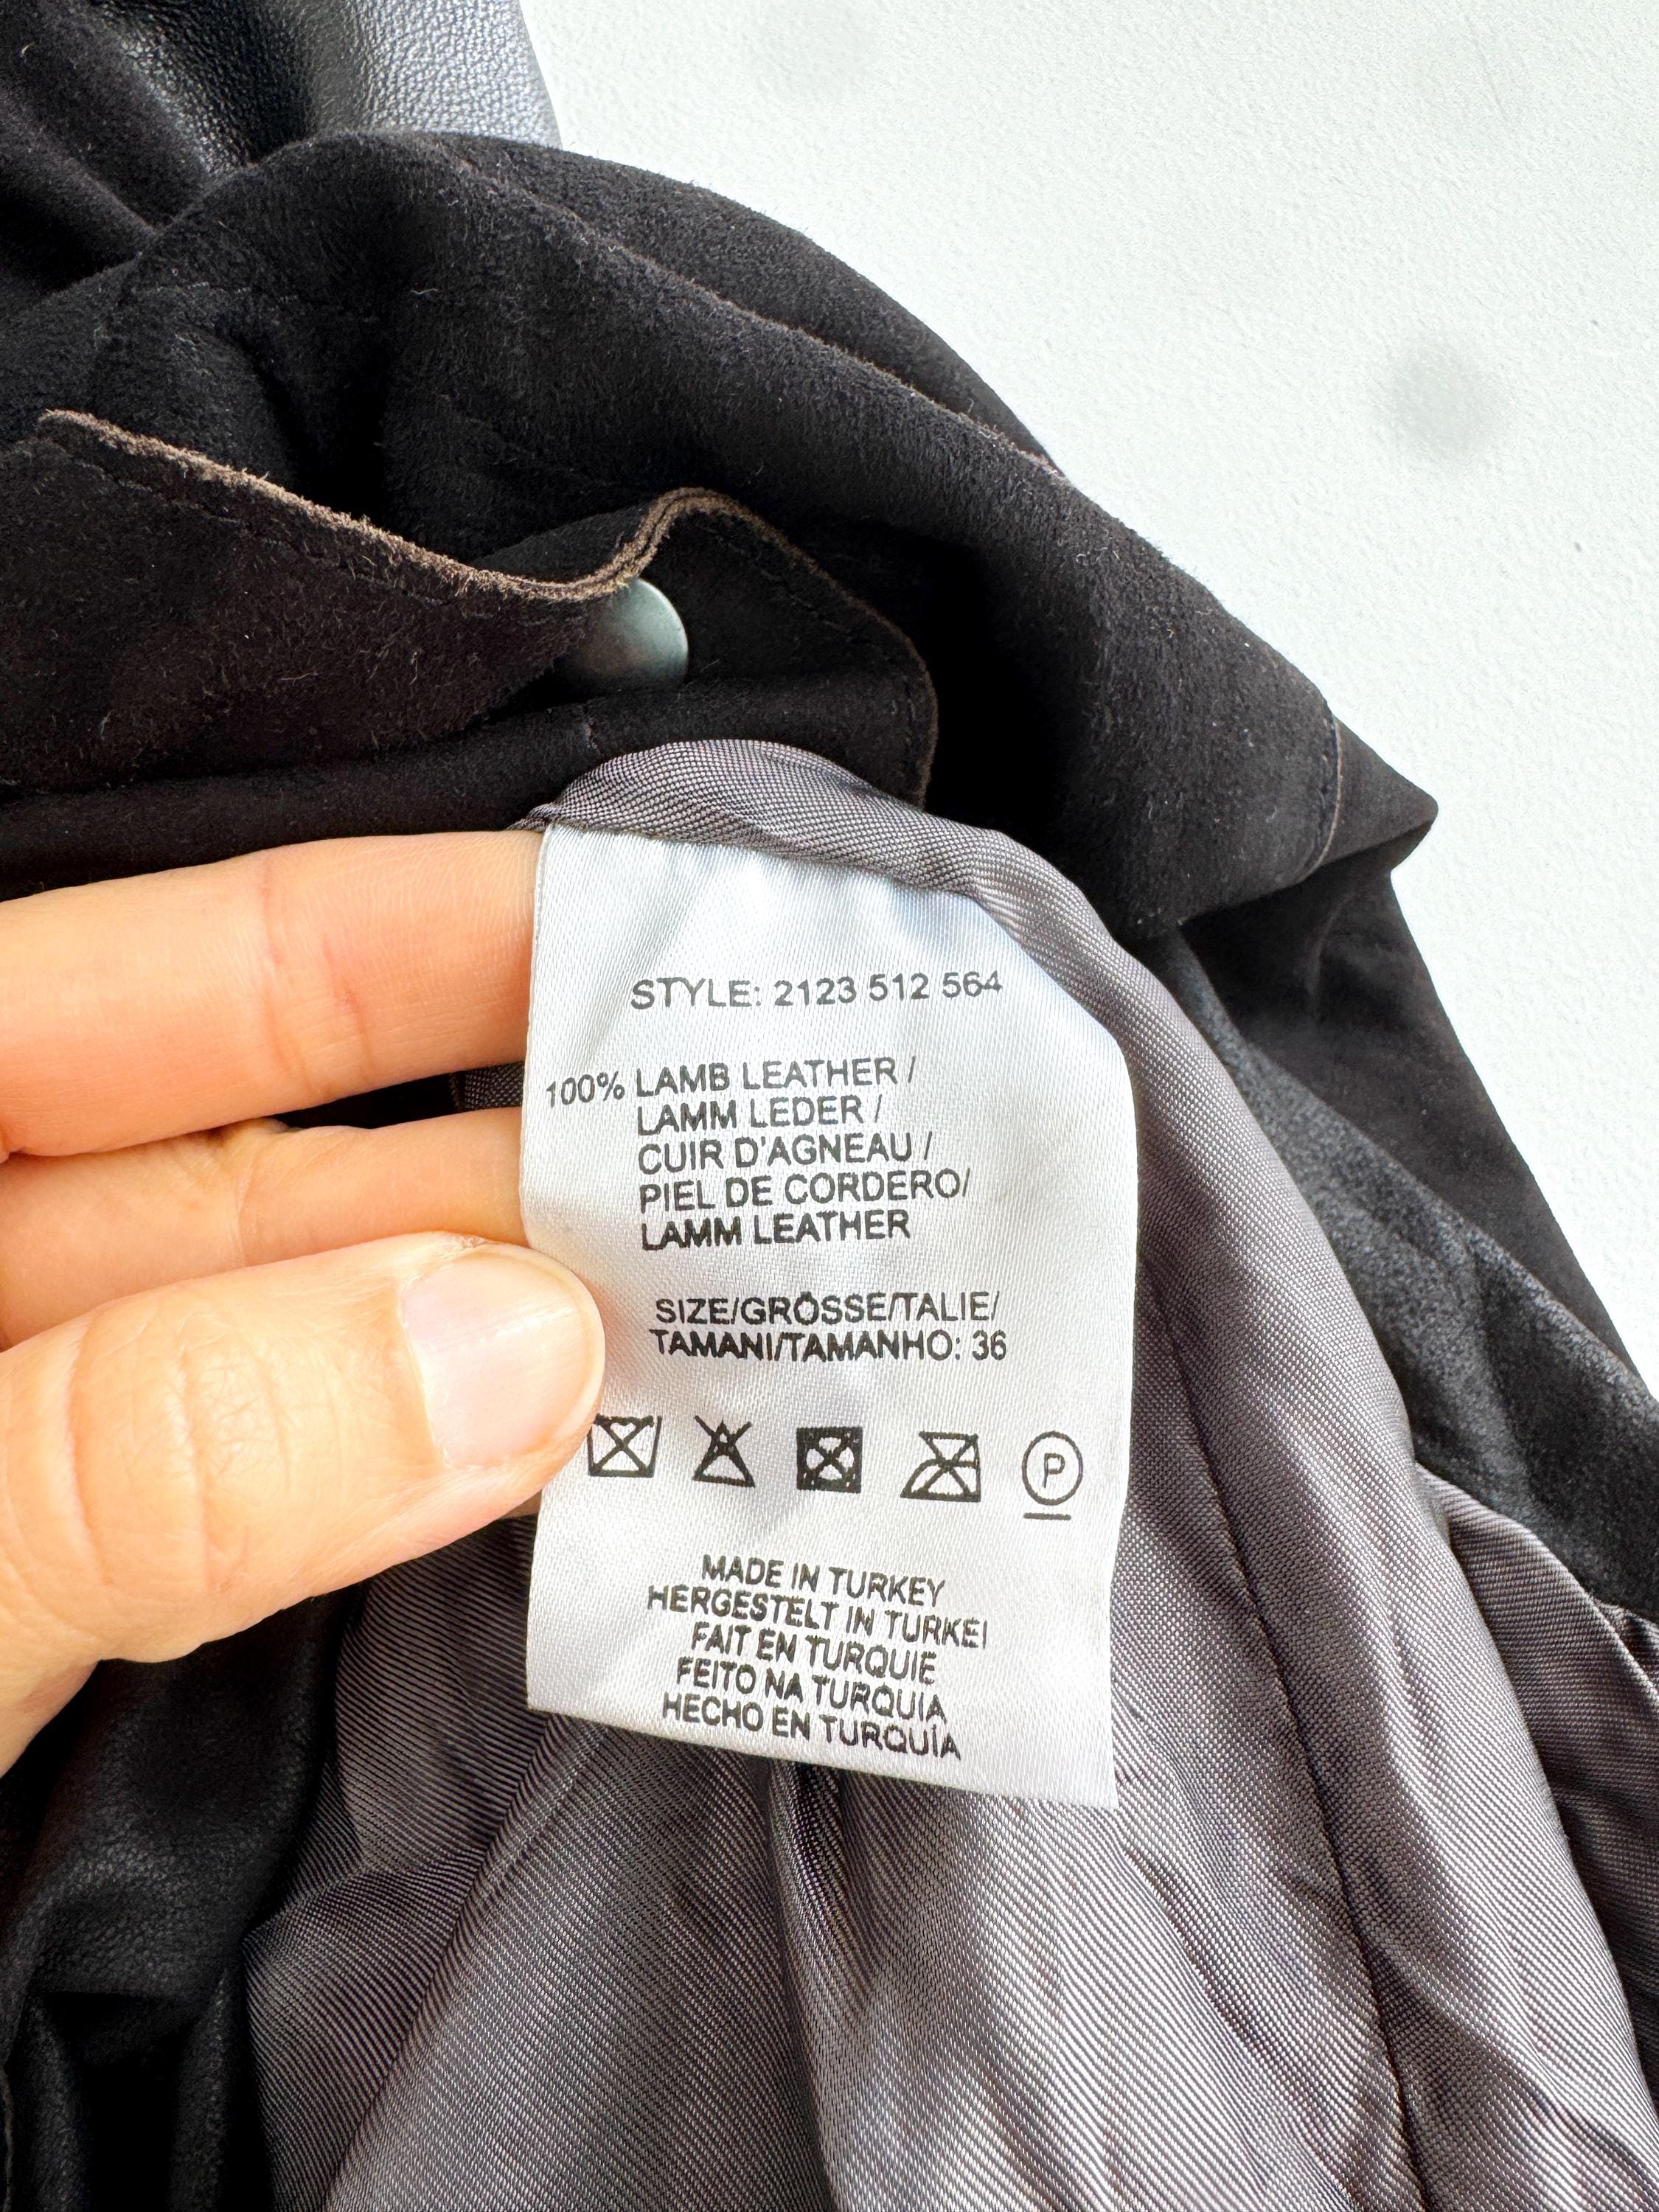 STYLE: 2123 512 564
100% LAMB LEATHER /
LAMM LEDER /
CUIR D'AGNEAU /
PIEL DE CORDERO/
LAMM LEATHER
SIZE/GRÖSSE/TALIE/
TAMANI/TAMANHO: 36
P
MADE IN TURKEY
HERGESTELT IN TURKEI
FAIT EN TURQUIE
FEITO NA TURQUIA
HECHO EN TURQUÍA